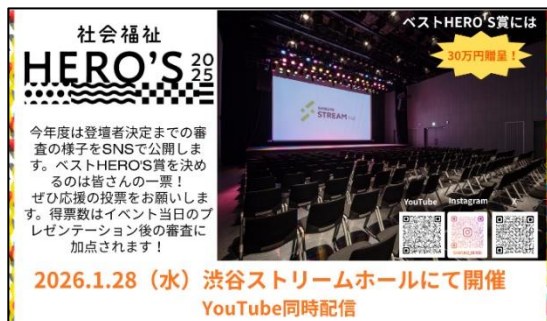 社会福祉
HERO'S 2025
今年度は登壇者決定までの審
査の様子をSNSで公開しま
す。ベストHERO'S賞を決め
るのは皆さんの一票！
ぜひ応援の投票をお願いしま
す。得票数はイベント当日のプ
レゼンテーション後の審査に
加点されます！
ベストHERO'S賞には
30万円贈呈！
SHIBUYA
STREAM Hall
YouTube
Instagram
X
2026.1.28（水）渋谷ストリームホールにて開催
YouTube同時配信